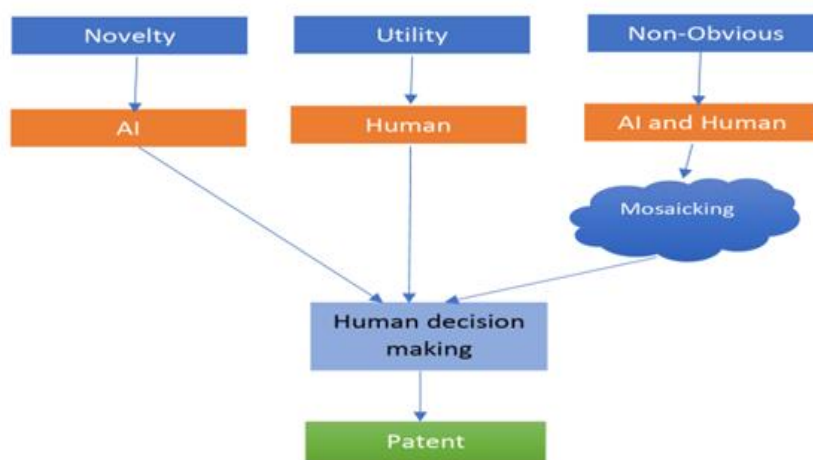 Novelty
Utility
Non-Obvious
AI
Human
AI and Human
Mosaicking
Human decision
making
Patent